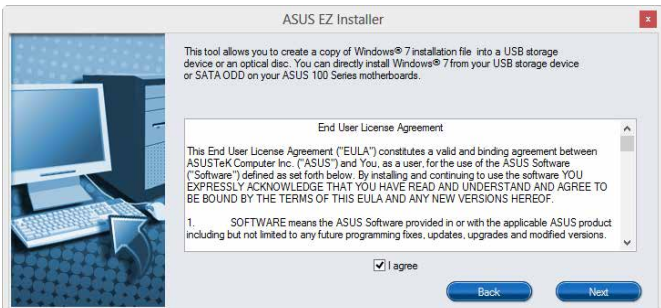 ASUS EZ Installer
x
This tool allows you to create a copy of Windows® 7 installation file into a USB storage
device or an optical disc. You can directly install Windows® 7 from your USB storage device
or SATA ODD on your ASUS 100 Series motherboards.
End User License Agreement
This End User License Agreement ("EULA") constitutes a valid and binding agreement between
ASUSTeK Computer Inc. ("ASUS") and You, as a user, for the use of the ASUS Software
("Software") defined as set forth below. By installing and continuing to use the software YOU
EXPRESSLY ACKNOWLEDGE THAT YOU HAVE READ AND UNDERSTAND AND AGREE TO
BE BOUND BY THE TERMS OF THIS EULA AND ANY NEW VERSIONS HEREOF.
1. SOFTWARE means the ASUS Software provided in or with the applicable ASUS product
including but not limited to any future programming fixes, updates, upgrades and modified versions.
I agree
Back Next